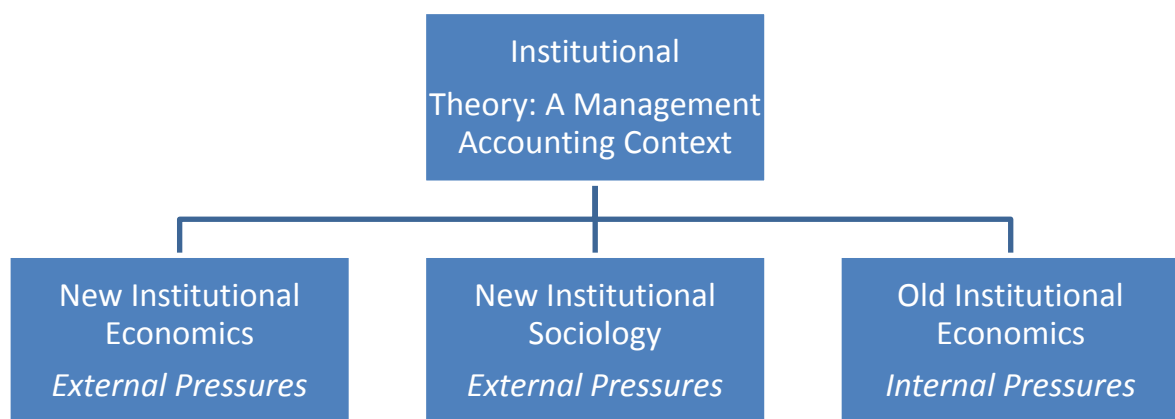 Institutional
Theory: A Management
Accounting Context
New Institutional
Economics
External Pressures
New Institutional
Sociology
External Pressures
Old Institutional
Economics
Internal Pressures